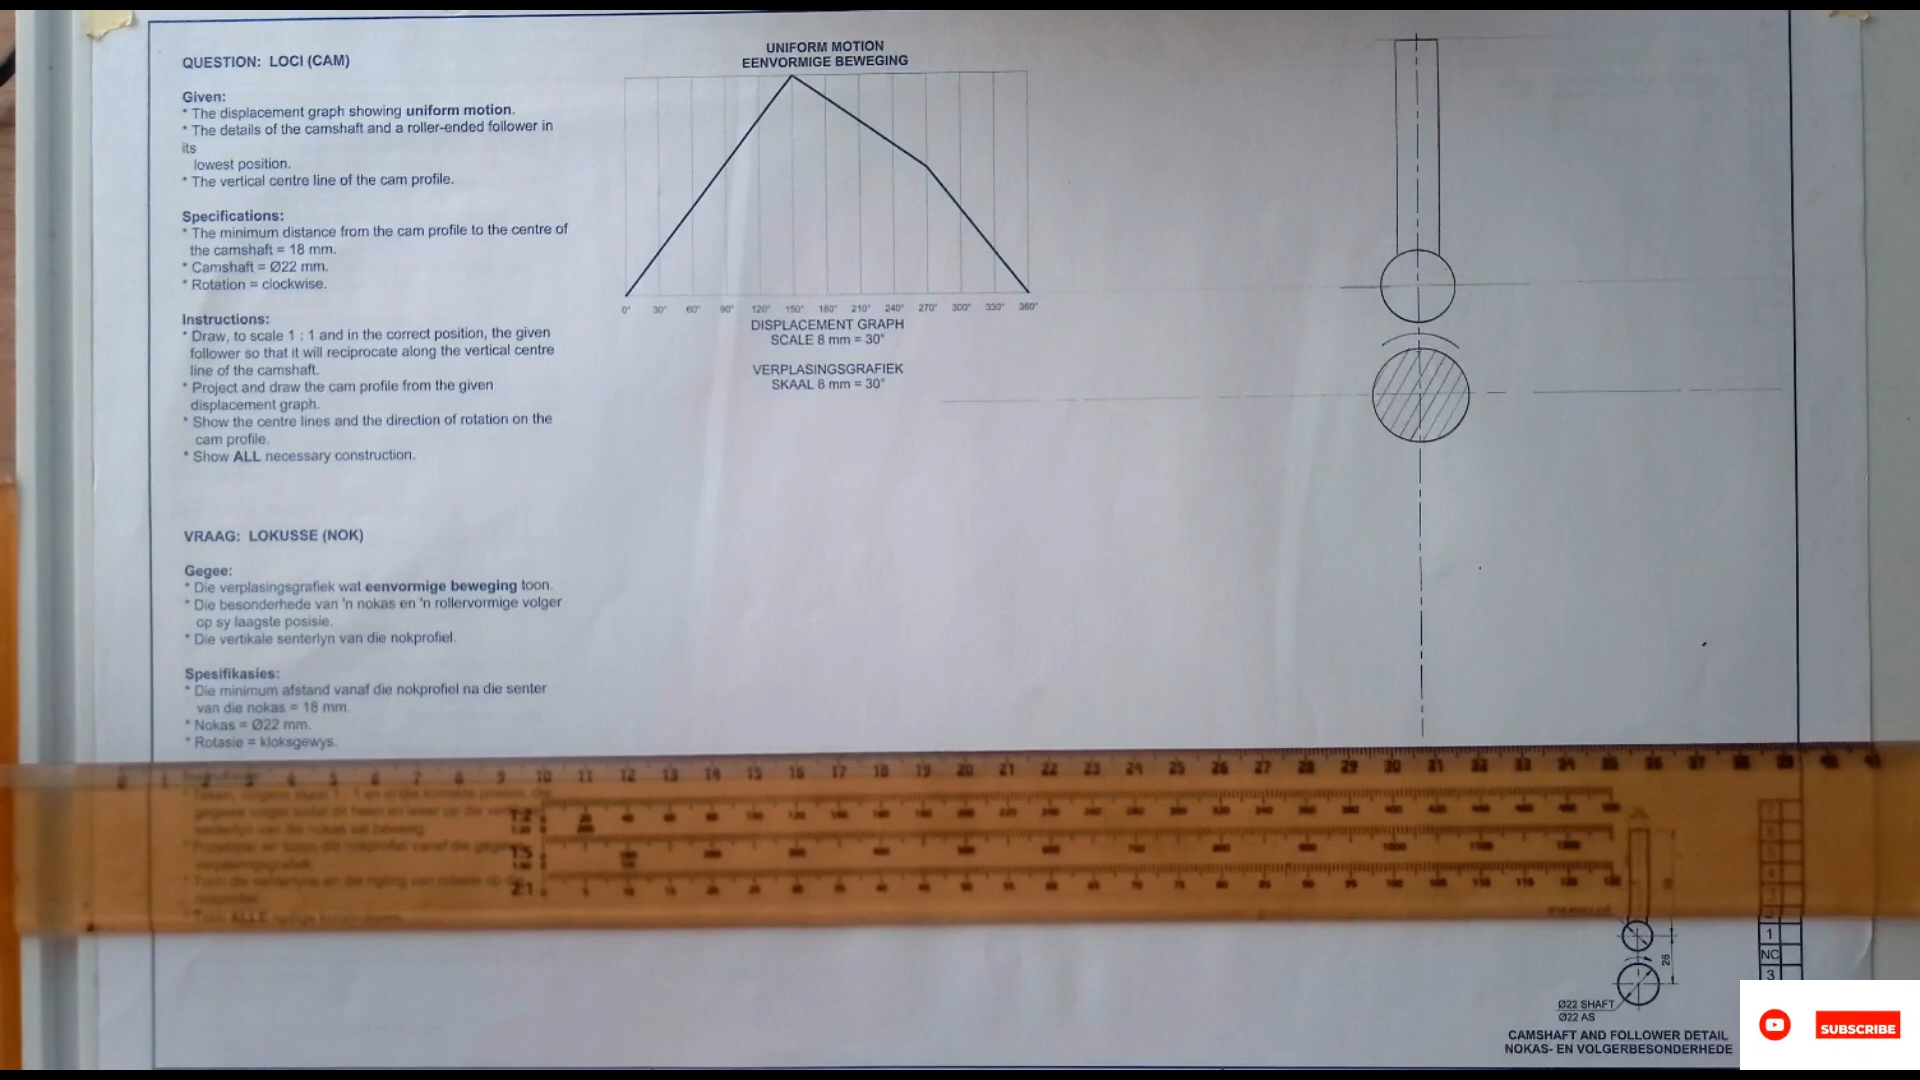 QUESTION: LOCI (CAM)
Given:
* The displacement graph showing uniform motion.
* The details of the camshaft and a roller-ended follower in
its
lowest position.
* The vertical centre line of the cam profile.
Specifications:
* The minimum distance from the cam profile to the centre of
the camshaft = 18 mm.
* Camshaft = Ø22 mm.
* Rotation = clockwise.
Instructions:
* Draw, to scale 1 : 1 and in the correct position, the given
follower so that it will reciprocate along the vertical centre
line of the camshaft.
* Project and draw the cam profile from the given
displacement graph.
* Show the centre lines and the direction of rotation on the
cam profile.
* Show ALL necessary construction.
VRAAG: LOKUSSE (NOK)
Gegee:
* Die verplasingsgrafiek wat eenvormige beweging toon.
* Die besonderhede van 'n nokas en 'n rollervormige volger
op sy laagste posisie.
* Die vertikale senterlyn van die nokprofiel.
Spesifikasies:
* Die minimum afstand vanaf die nokprofiel na die senter
van die nokas = 18 mm.
* Nokas = Ø22 mm.
* Rotasie = kloksgewys.
UNIFORM MOTION
EENVORMIGE BEWEGING
0° 30° 60° 90° 120° 150° 180° 210° 240° 270° 300° 330° 360°
DISPLACEMENT GRAPH
SCALE 8 mm = 30°
VERPLASINGSGRAFIEK
SKAAL 8 mm = 30°
0 1 2 3 4 5 6 7 8 9 10 11 12 13 14 15 16 17 18 19 20 21 22 23 24 25 26 27 28 29 30 31 32 33 34 35 36 37 38 39 40 41
1:2
1:5
2:1
26
Ø22 SHAFT
Ø22 AS
CAMSHAFT AND FOLLOWER DETAIL
NOKAS- EN VOLGERBESONDERHEDE
1
NC
3
SUBSCRIBE